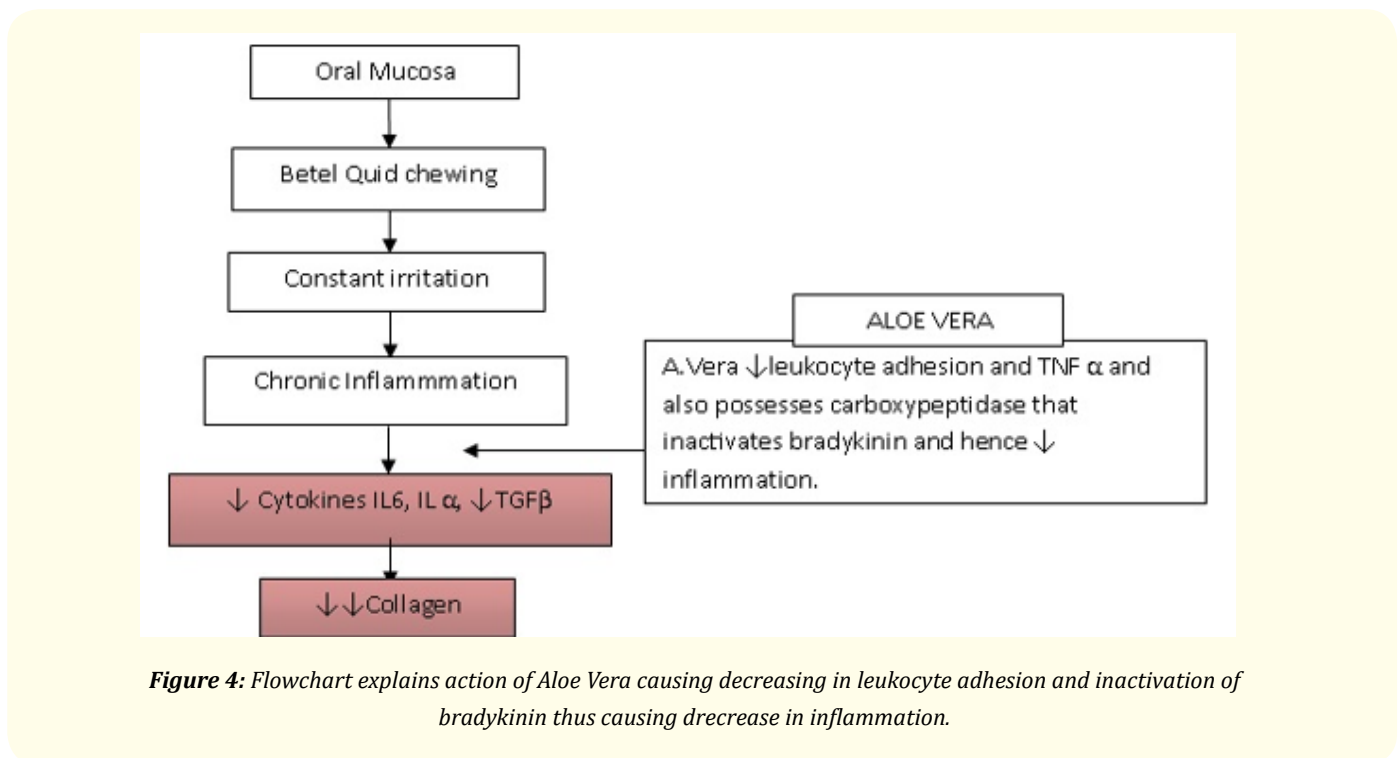 Oral Mucosa
Betel Quid chewing
Constant irritation
Chronic Inflammmation
ALOE VERA
A.Vera ↓leukocyte adhesion and TNF α and
also possesses carboxypeptidase that
inactivates bradykinin and hence ↓
inflammation.
↓ Cytokines IL6, IL α, ↓TGFβ
↓↓Collagen
Figure 4: Flowchart explains action of Aloe Vera causing decreasing in leukocyte adhesion and inactivation of
bradykinin thus causing drecrease in inflammation.